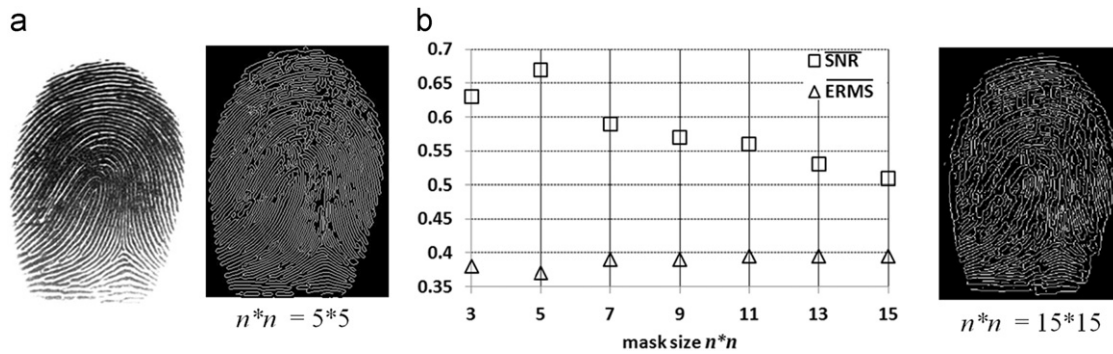 a
b
n*n = 5*5
0.7
0.65
0.6
0.55
0.5
0.45
0.4
0.35
SNR
ERMS
3 5 7 9 11 13 15
mask size n*n
n*n = 15*15